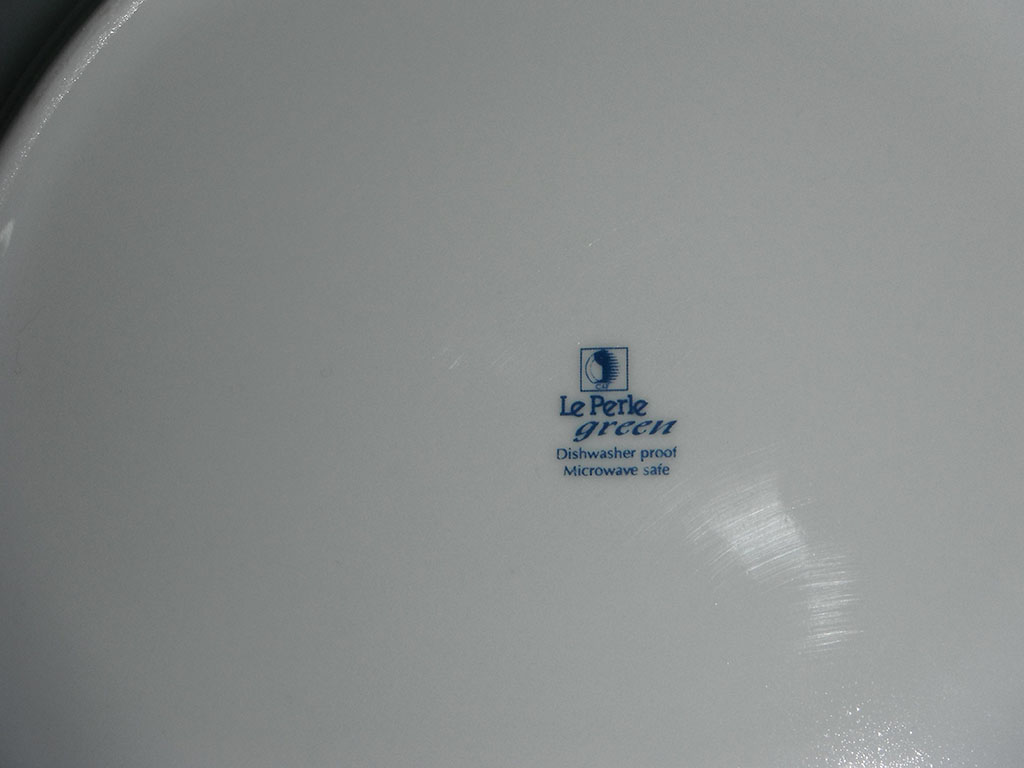 Le Perle
green
Dishwasher proof
Microwave safe